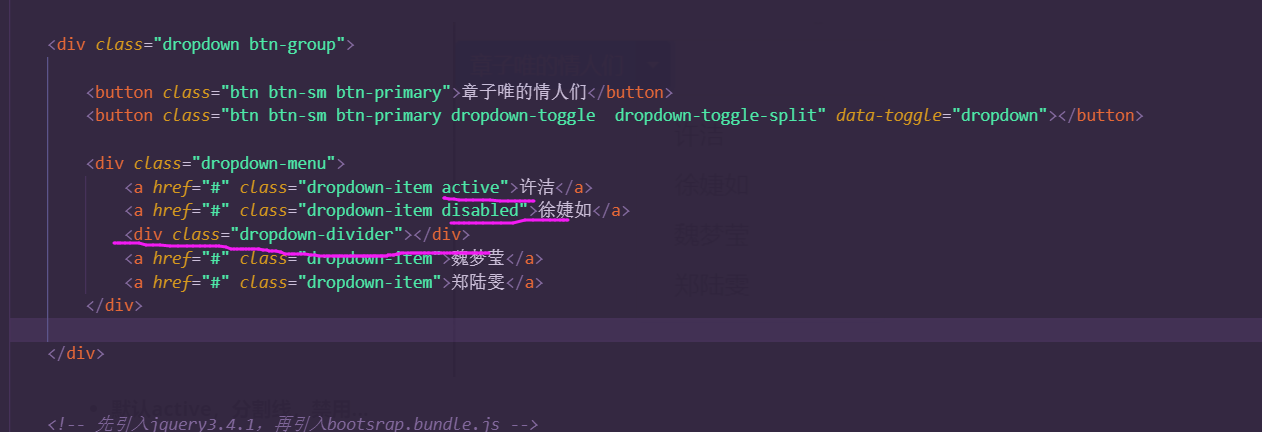 <div class="dropdown btn-group">
<button class="btn btn-sm btn-primary">章子唯的情人们</button>
<button class="btn btn-sm btn-primary dropdown-toggle  dropdown-toggle-split" data-toggle="dropdown"></button>
<div class="dropdown-menu">
<a href="#" class="dropdown-item active">许洁</a>
<a href="#" class="dropdown-item disabled">徐婕如</a>
<div class="dropdown-divider"></div>
<a href="#" class="dropdown-item">魏梦莹</a>
<a href="#" class="dropdown-item">郑陆雯</a>
</div>
</div>
<!-- 先引入jquery3.4.1，再引入bootsrap.bundle.js -->